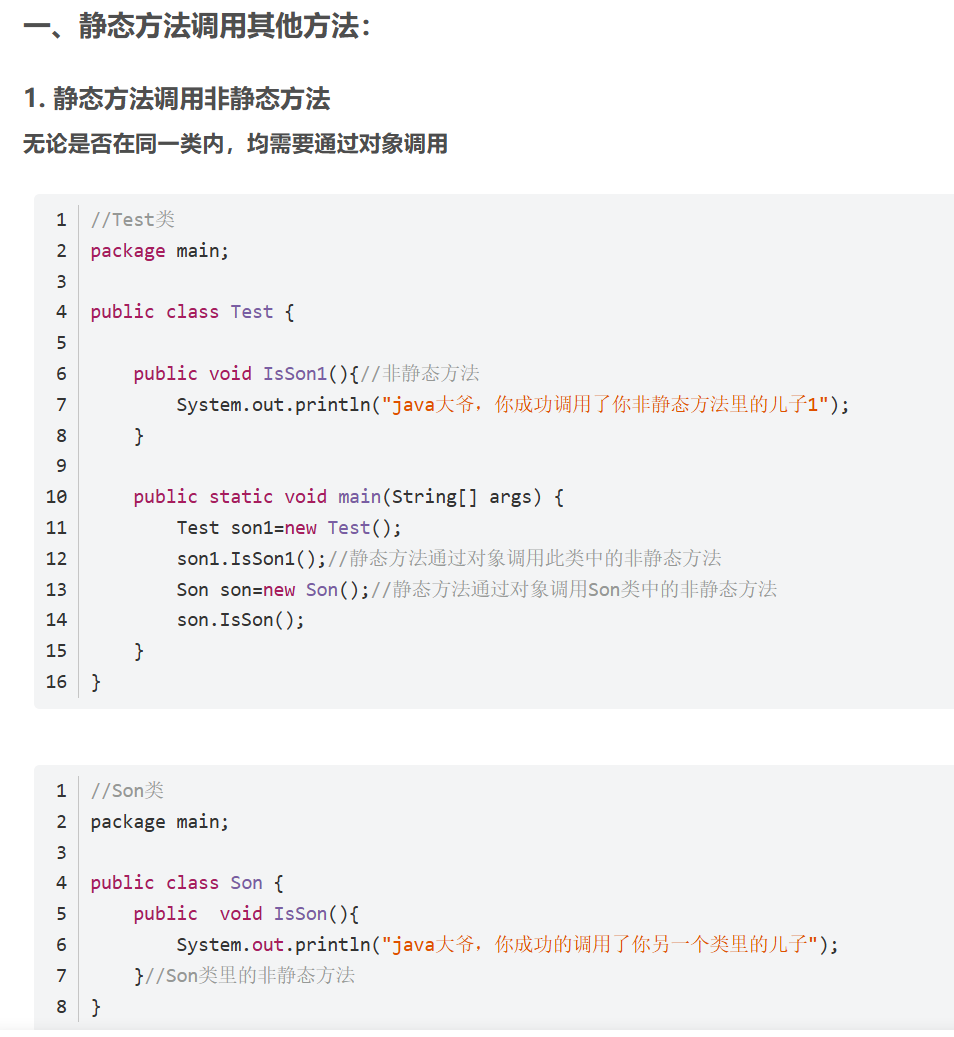 一、静态方法调用其他方法：
1. 静态方法调用非静态方法
无论是否在同一类内，均需要通过对象调用
1 //Test类
2 package main;
3
4 public class Test {
5
6     public void IsSon1(){//非静态方法
7         System.out.println("java大爷，你成功调用了你非静态方法里的儿子1");
8     }
9
10     public static void main(String[] args) {
11         Test son1=new Test();
12         son1.IsSon1();//静态方法通过对象调用此类中的非静态方法
13         Son son=new Son();//静态方法通过对象调用Son类中的非静态方法
14         son.IsSon();
15     }
16 }
1 //Son类
2 package main;
3
4 public class Son {
5     public  void IsSon(){
6         System.out.println("java大爷，你成功的调用了你另一个类里的儿子");
7     }//Son类里的非静态方法
8 }